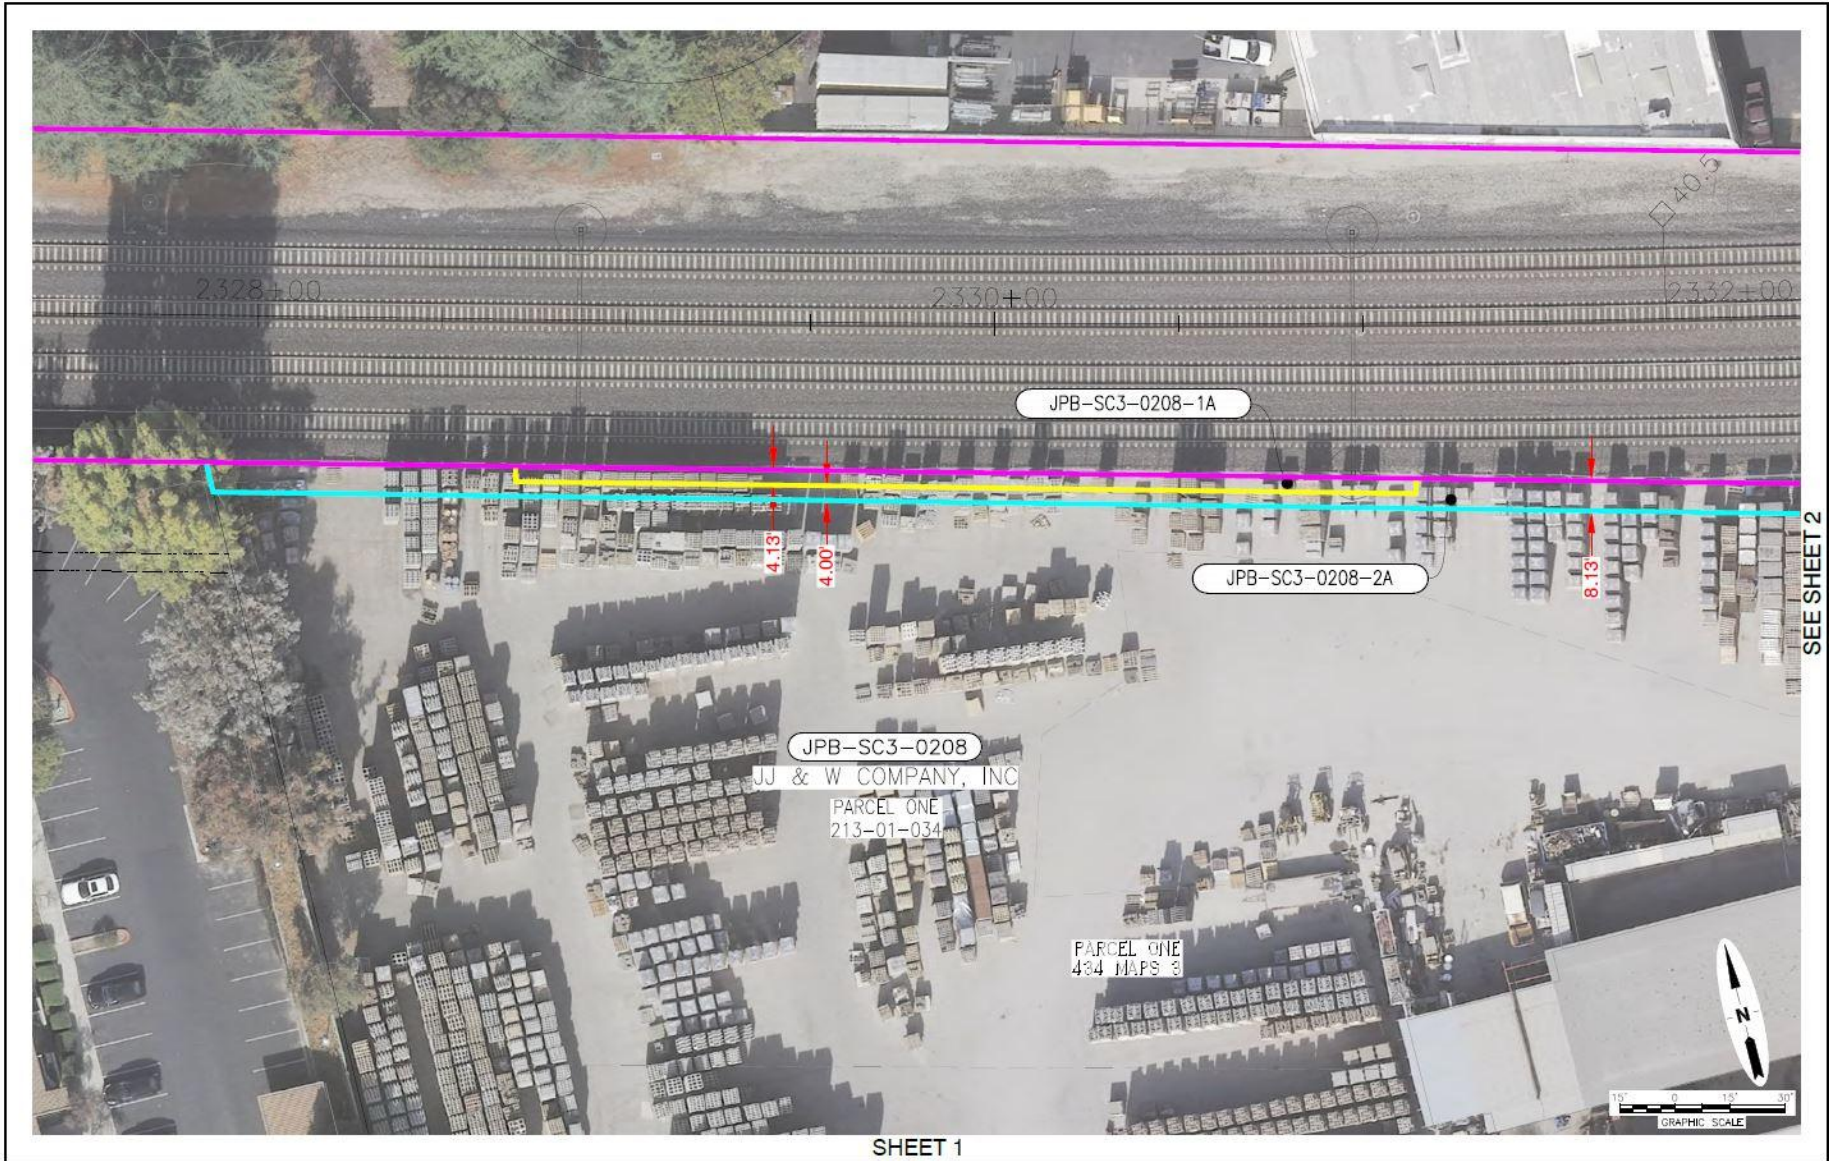 40.5
2328+00
2330+00
2332+00
JPB-SC3-0208-1A
4.13'
4.00'
JPB-SC3-0208-2A
8.13'
SEE SHEET 2
JPB-SC3-0208
JJ & W COMPANY, INC
PARCEL ONE
213-01-034
PARCEL ONE
434 MAPS 3
N
15' 0 15' 30'
GRAPHIC SCALE
SHEET 1